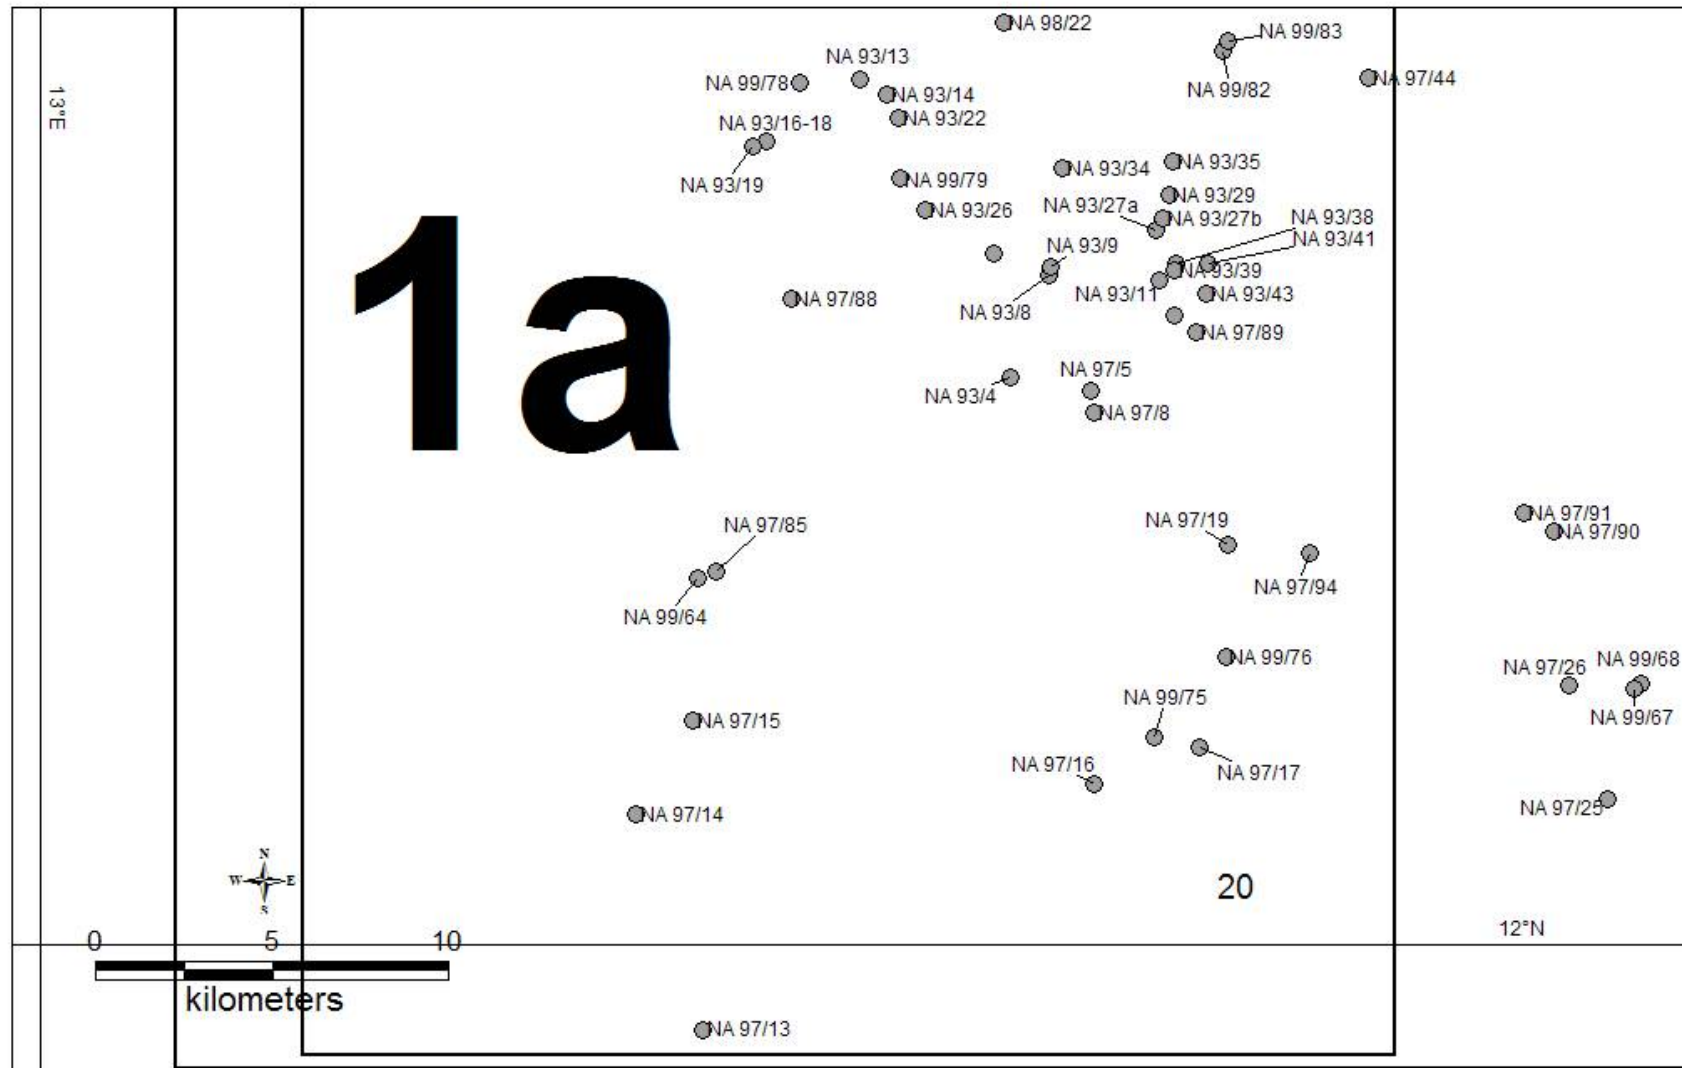 NA 98/22
NA 99/83
NA 93/13
NA 99/78
NA 97/44
NA 99/82
NA 93/14
13°E
NA 93/22
NA 93/16-18
NA 93/35
NA 93/34
NA 99/79
NA 93/19
NA 93/29
NA 93/27a
NA 93/26
NA 93/38
NA 93/27b
NA 93/41
NA 93/9
NA 93/39
NA 93/11
NA 93/43
NA 97/88
NA 93/8
1a
NA 97/89
NA 97/5
NA 93/4
NA 97/8
NA 97/91
NA 97/19
NA 97/85
NA 97/90
NA 97/94
NA 99/64
NA 99/76
NA 99/68
NA 97/26
NA 99/75
NA 99/67
NA 97/15
NA 97/16
NA 97/17
NA 97/25
NA 97/14
N
W E
S
20
12°N
0 5 10
kilometers
NA 97/13